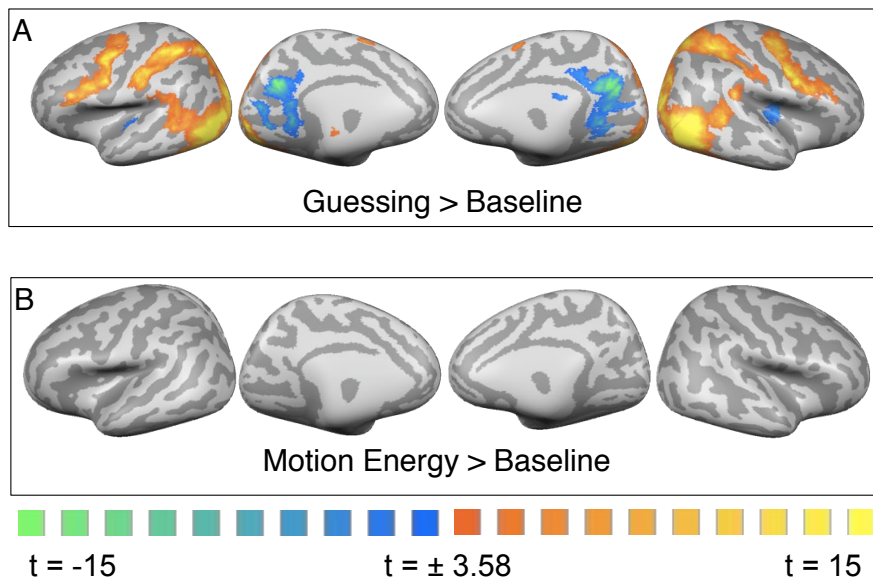 A
Guessing > Baseline
B
Motion Energy > Baseline
t = -15 t = ± 3.58 t = 15